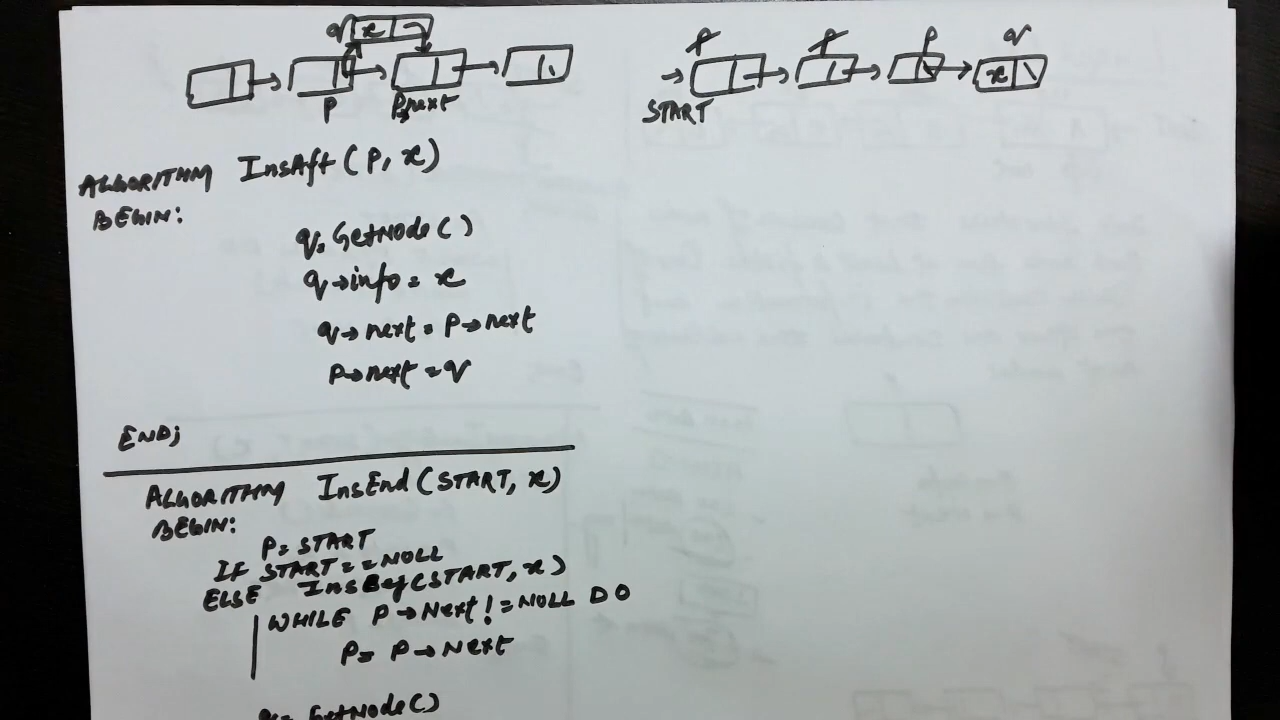 q x
P P→next
P P P q
x
START
ALGORITHM InsAft(P, x)
BEGIN:
q = GetNode()
q→info = x
q→next = P→next
P→next = q
END;
ALGORITHM InsEnd(START, x)
BEGIN:
P = START
IF START == NULL
InsBeg(START, x)
ELSE
WHILE P→Next != NULL DO
P = P→Next
q = GetNode()